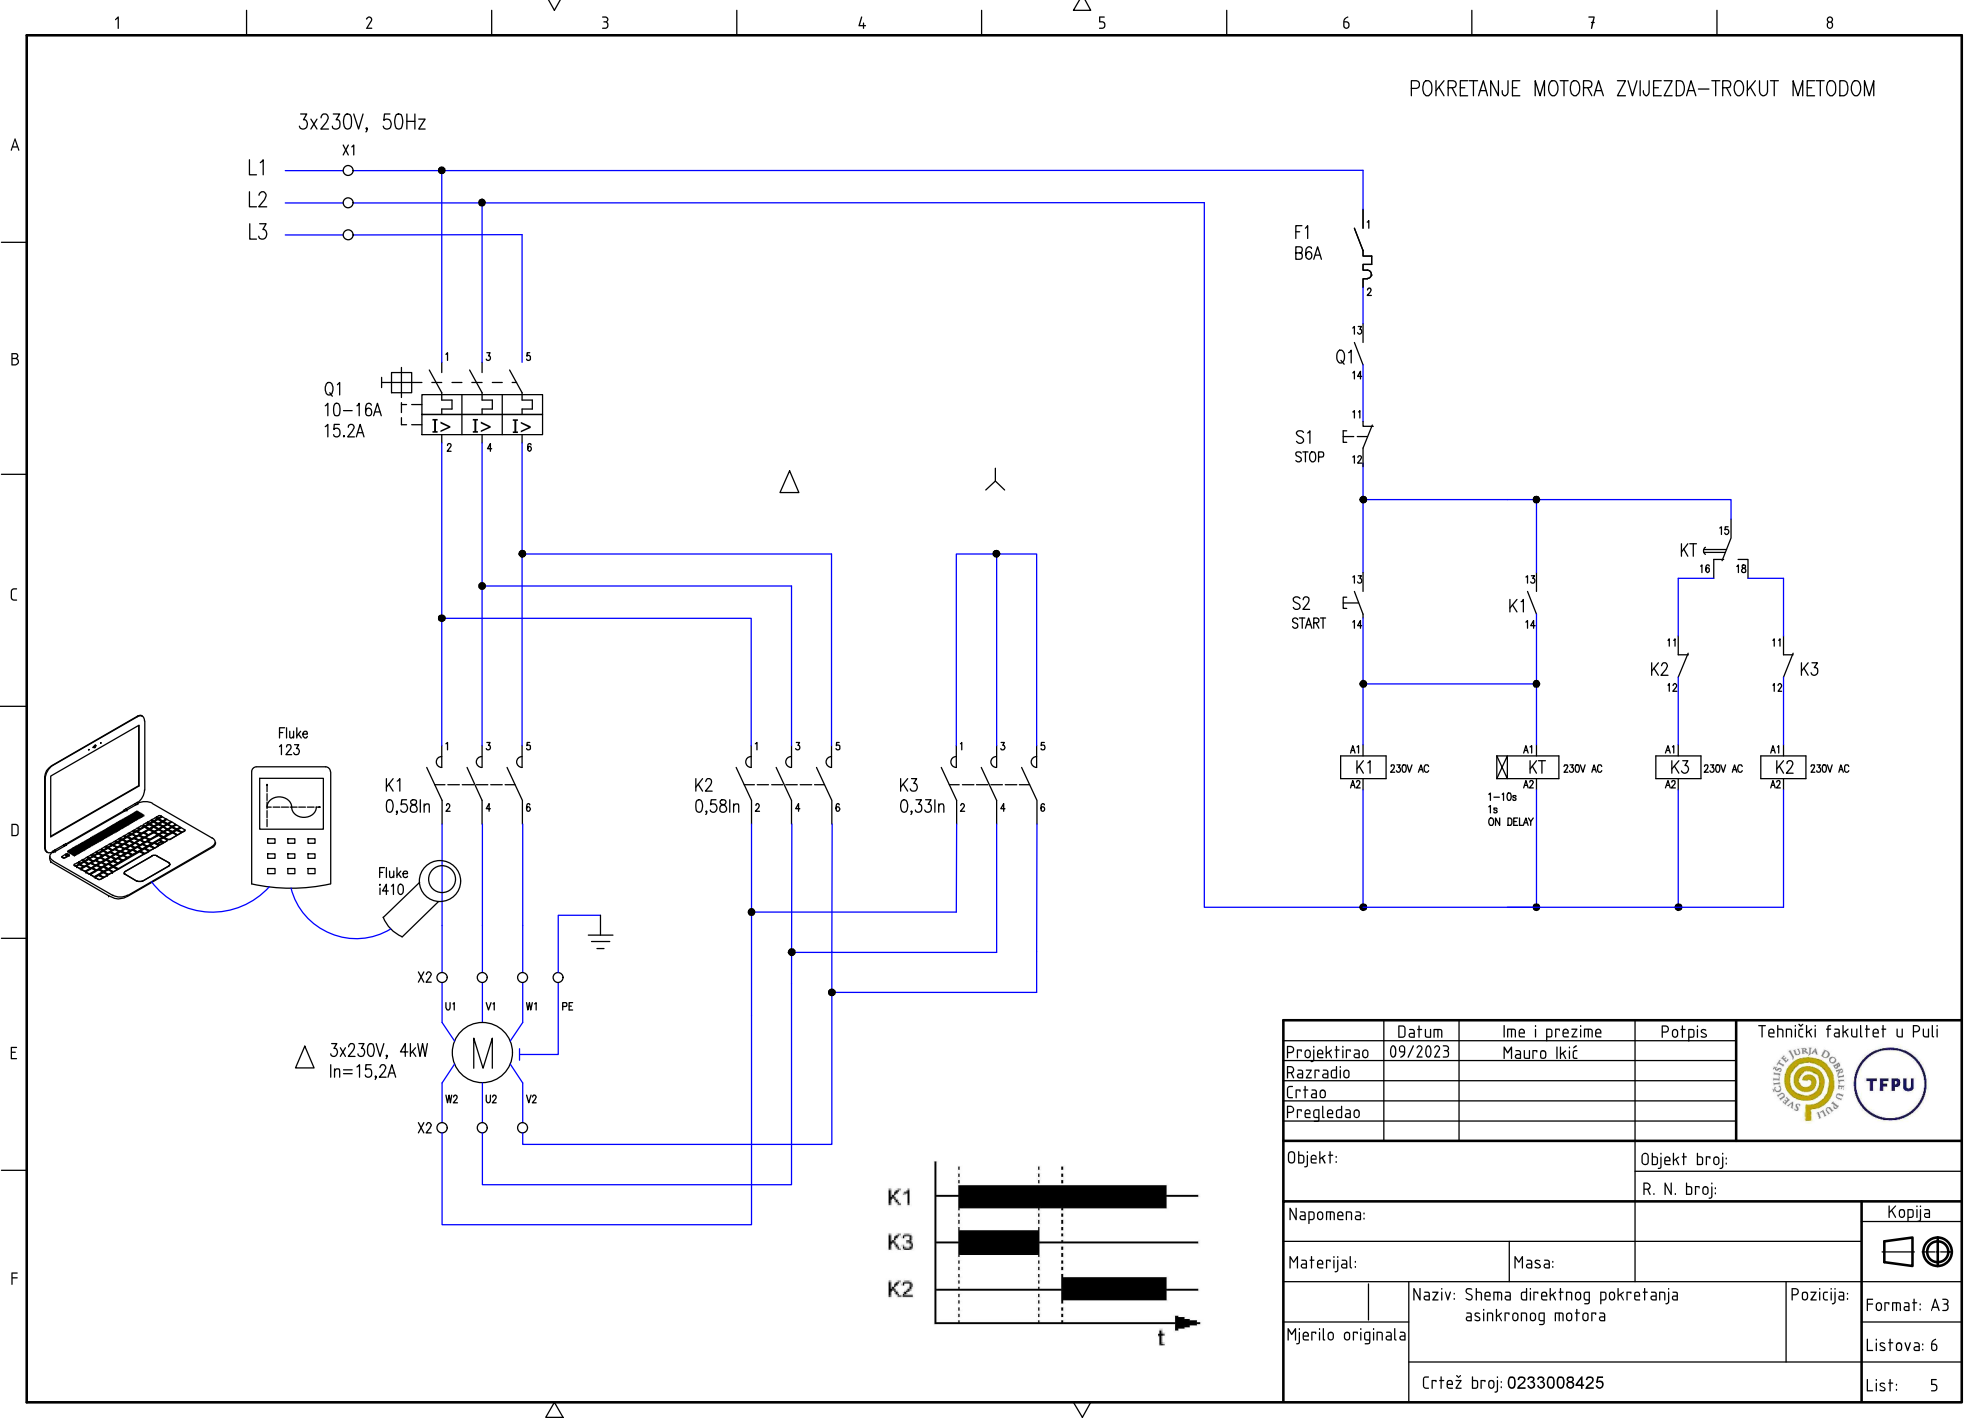 1 2 3 4 5 6 7 8
A
B
C
D
E
F
POKRETANJE MOTORA ZVIJEZDA-TROKUT METODOM
3x230V, 50Hz
X1
L1
L2
L3
F1
B6A
1
2
13
Q1
14
11
S1
STOP
12
1 3 5
Q1
10-16A
15.2A
I> I> I>
2 4 6
15
KT
16 18
13
S2
START
14
13
K1
14
11
K2
12
11
K3
12
Fluke
123
1 3 5
K1
0,58In
2 4 6
1 3 5
K2
0,58In
2 4 6
1 3 5
K3
0,33In
2 4 6
A1
K1 230V AC
A2
A1
KT 230V AC
A2
1-10s
1s
ON DELAY
A1
K3 230V AC
A2
A1
K2 230V AC
A2
Fluke
i410
X2
U1 V1 W1 PE
M
3x230V, 4kW
In=15,2A
W2 U2 V2
X2
K1
K3
K2
t
Datum Ime i prezime Potpis
Projektirao 09/2023 Mauro Ikić
Razradio
Crtao
Pregledao
Tehnički fakultet u Puli
SVEUČILIŠTE JURJA DOBRILE U PULI
TFPU
Objekt:
Objekt broj:
R. N. broj:
Napomena:
Kopija
Materijal:
Masa:
Naziv: Shema direktnog pokretanja
asinkronog motora
Pozicija:
Format: A3
Mjerilo originala
Listova: 6
Crtež broj: 0233008425
List: 5